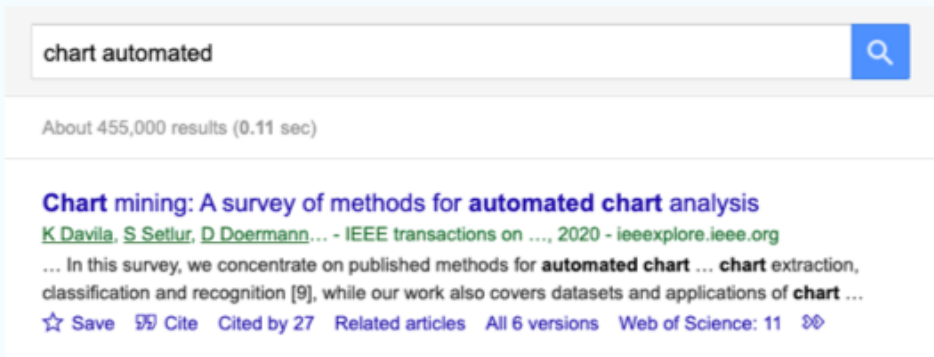 chart automated
About 455,000 results (0.11 sec)
Chart mining: A survey of methods for automated chart analysis
K Davila, S Setlur, D Doermann... - IEEE transactions on ..., 2020 - ieeexplore.ieee.org
... In this survey, we concentrate on published methods for automated chart ... chart extraction,
classification and recognition [9], while our work also covers datasets and applications of chart ...
Save Cite Cited by 27 Related articles All 6 versions Web of Science: 11